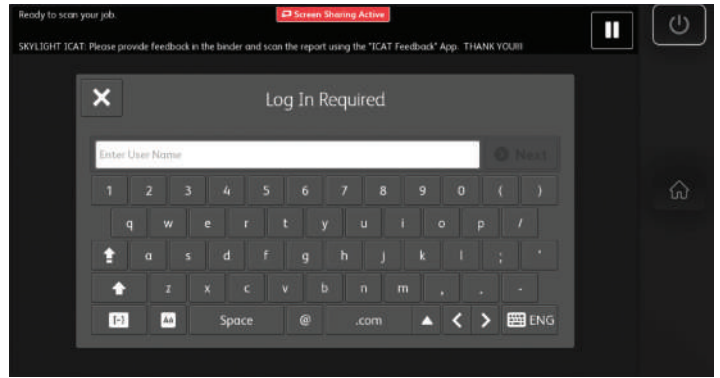 Ready to scan your job.
Screen Sharing Active
SKYLIGHT ICAT: Please provide feedback in the binder and scan the report using the "ICAT Feedback" App. THANK YOU!!!
Log In Required
Enter User Name
Next
1 2 3 4 5 6 7 8 9 0 ( )
q w e r t y u i o p /
a s d f g h j k l ; '
z x c v b n m , . -
[-] AA Space @ .com ENG